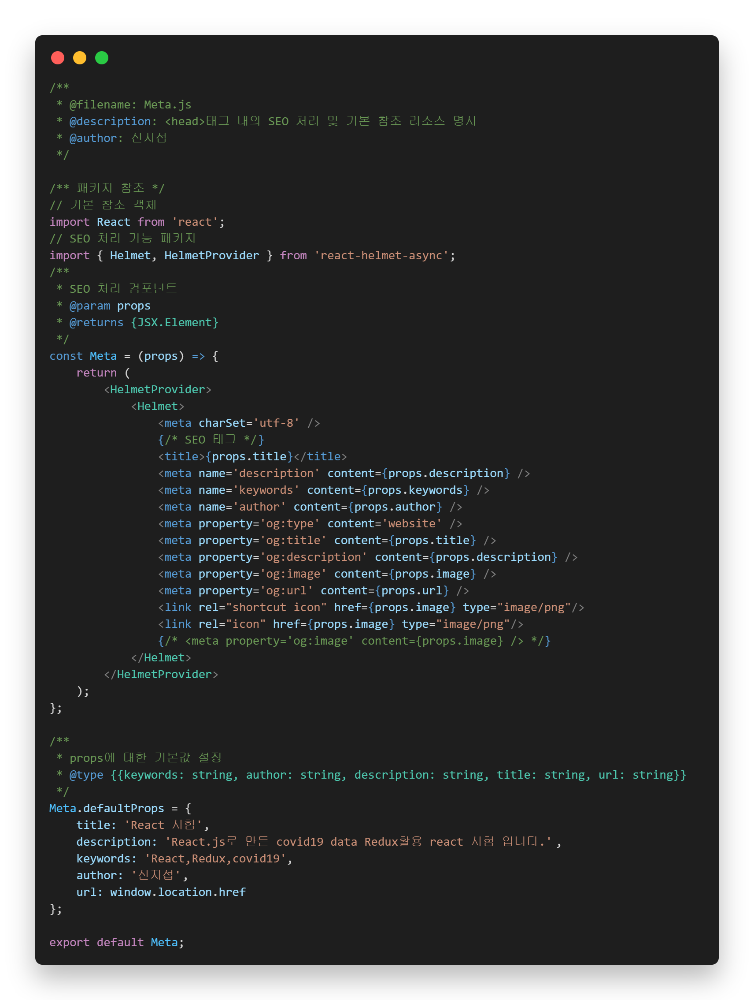 /**
 * @filename: Meta.js
 * @description: <head>태그 내의 SEO 처리 및 기본 참조 리소스 명시
 * @author: 신지섭
 */

/** 패키지 참조 */
// 기본 참조 객체
import React from 'react';
// SEO 처리 기능 패키지
import { Helmet, HelmetProvider } from 'react-helmet-async';
/**
 * SEO 처리 컴포넌트
 * @param props
 * @returns {JSX.Element}
 */
const Meta = (props) => {
    return (
        <HelmetProvider>
            <Helmet>
                <meta charSet='utf-8' />
                {/* SEO 태그 */}
                <title>{props.title}</title>
                <meta name='description' content={props.description} />
                <meta name='keywords' content={props.keywords} />
                <meta name='author' content={props.author} />
                <meta property='og:type' content='website' />
                <meta property='og:title' content={props.title} />
                <meta property='og:description' content={props.description} />
                <meta property='og:image' content={props.image} />
                <meta property='og:url' content={props.url} />
                <link rel="shortcut icon" href={props.image} type="image/png"/>
                <link rel="icon" href={props.image} type="image/png"/>
                {/* <meta property='og:image' content={props.image} /> */}
            </Helmet>
        </HelmetProvider>
    );
};

/**
 * props에 대한 기본값 설정
 * @type {{keywords: string, author: string, description: string, title: string, url: string}}
 */
Meta.defaultProps = {
    title: 'React 시험',
    description: 'React.js로 만든 covid19 data Redux활용 react 시험 입니다.',
    keywords: 'React,Redux,covid19',
    author: '신지섭',
    url: window.location.href
};

export default Meta;